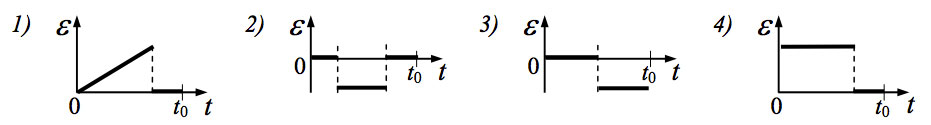 1) ε 0 t₀ t
2) ε 0 t₀ t
3) ε 0 t₀ t
4) ε 0 t₀ t